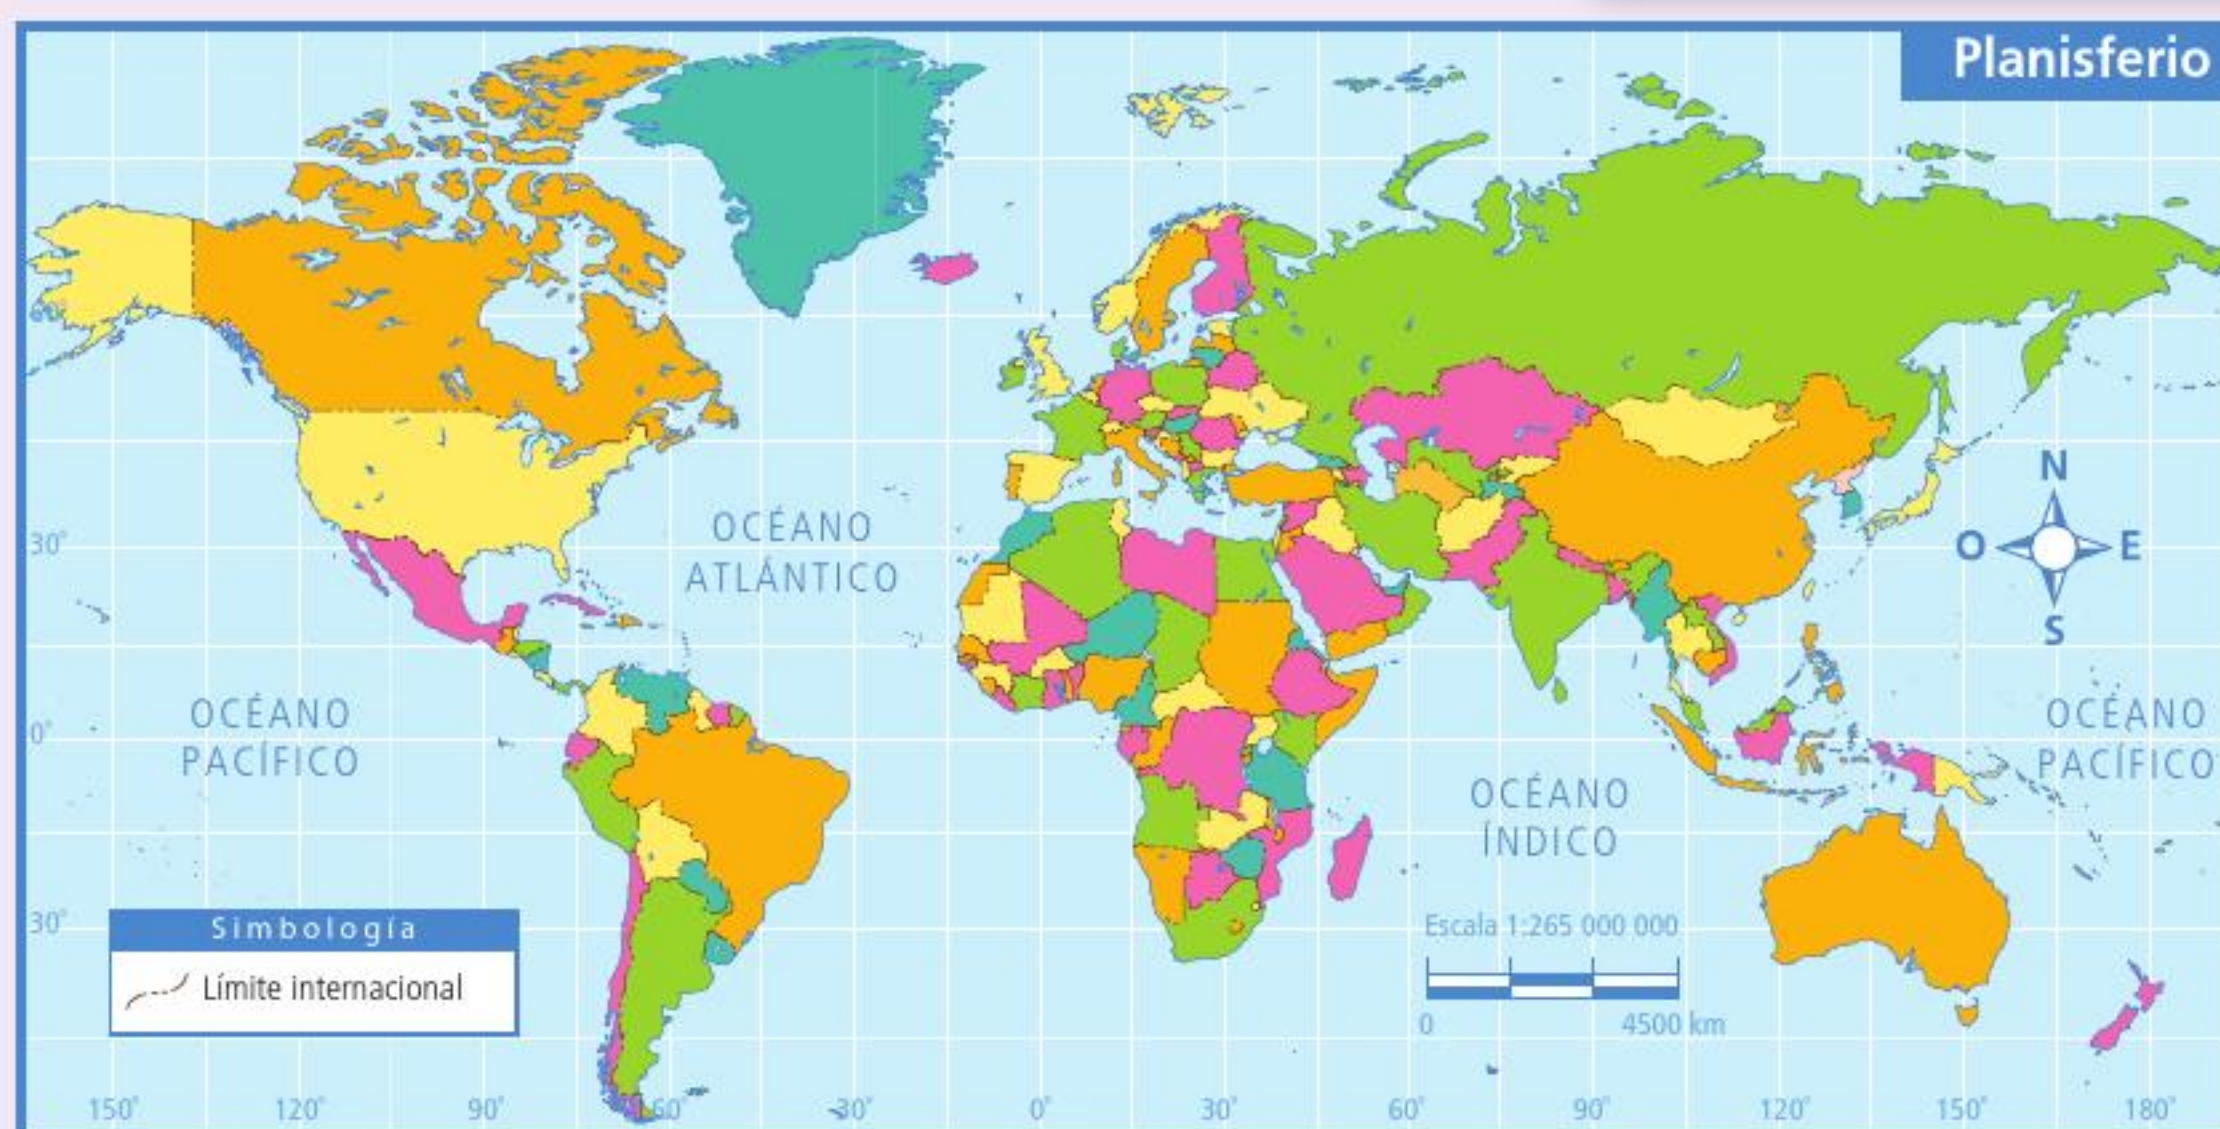 Planisferio
60°
N
OCÉANO
ATLÁNTICO
30°
O
E
S
OCÉANO
PACÍFICO
OCÉANO
PACÍFICO
0°
OCÉANO
ÍNDICO
Simbología
Límite internacional
30°
Escala 1:265 000 000
0
4500 km
150°
120°
90°
60°
30°
0°
30°
60°
90°
120°
150°
180°